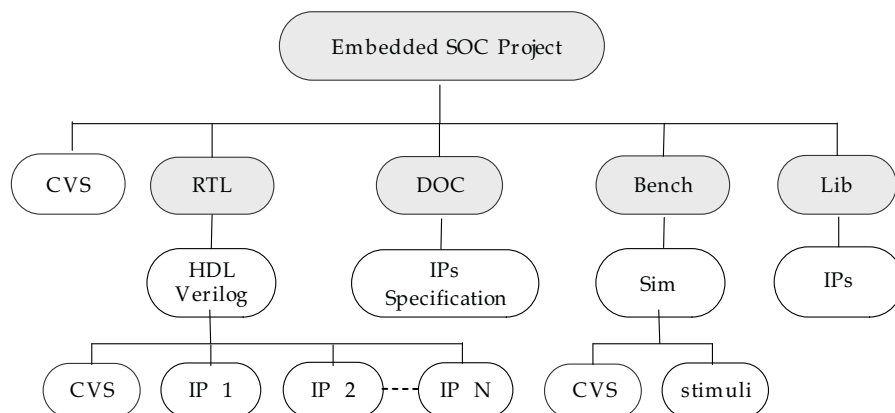 Embedded SOC Project
CVS
RTL
DOC
Bench
Lib
HDL
Verilog
IPs
Specification
Sim
IPs
CVS
IP 1
IP 2
IP N
CVS
stimuli